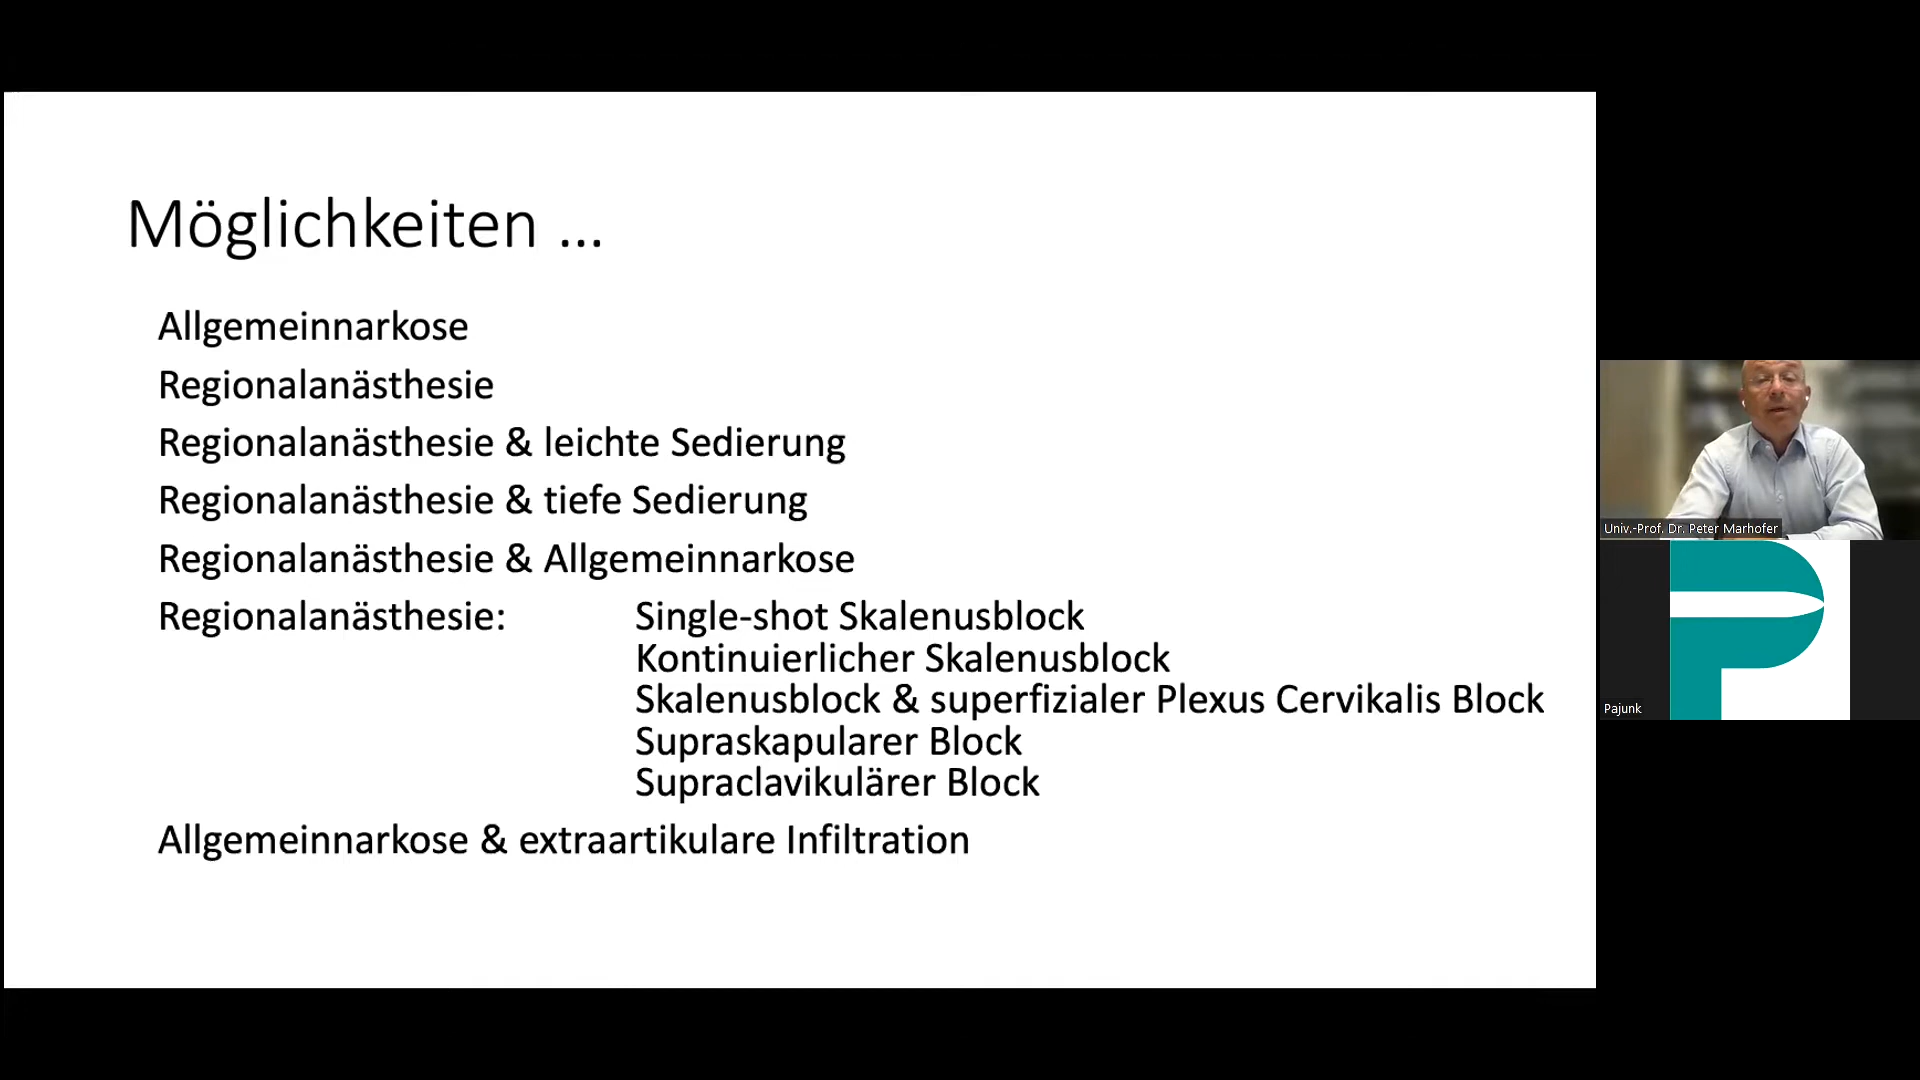 Möglichkeiten ...
Allgemeinnarkose
Regionalanästhesie
Regionalanästhesie & leichte Sedierung
Regionalanästhesie & tiefe Sedierung
Regionalanästhesie & Allgemeinnarkose
Regionalanästhesie: Single-shot Skalenusblock
Kontinuierlicher Skalenusblock
Skalenusblock & superfizialer Plexus Cervikalis Block
Supraskapularer Block
Supraclavikulärer Block
Allgemeinnarkose & extraartikulare Infiltration
Univ.-Prof. Dr. Peter Marhofer
Pajunk